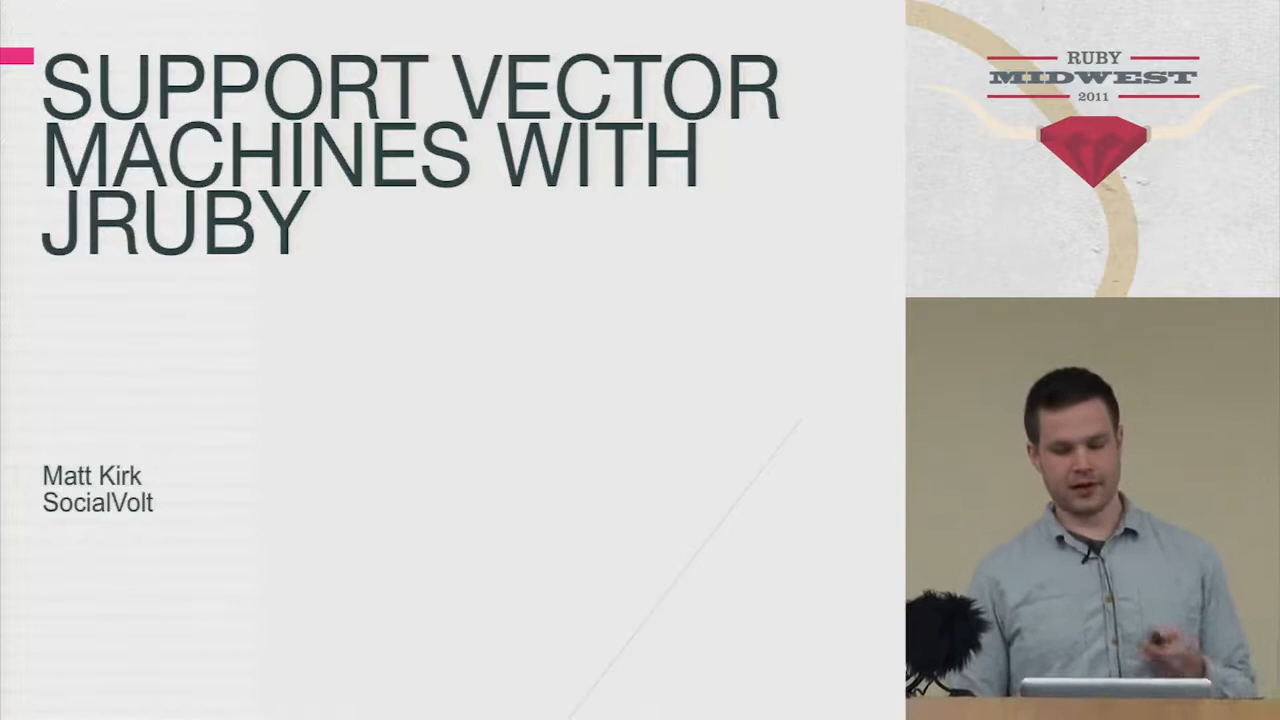 SUPPORT VECTOR
MACHINES WITH
JRUBY
Matt Kirk
SocialVolt
RUBY
MIDWEST
2011